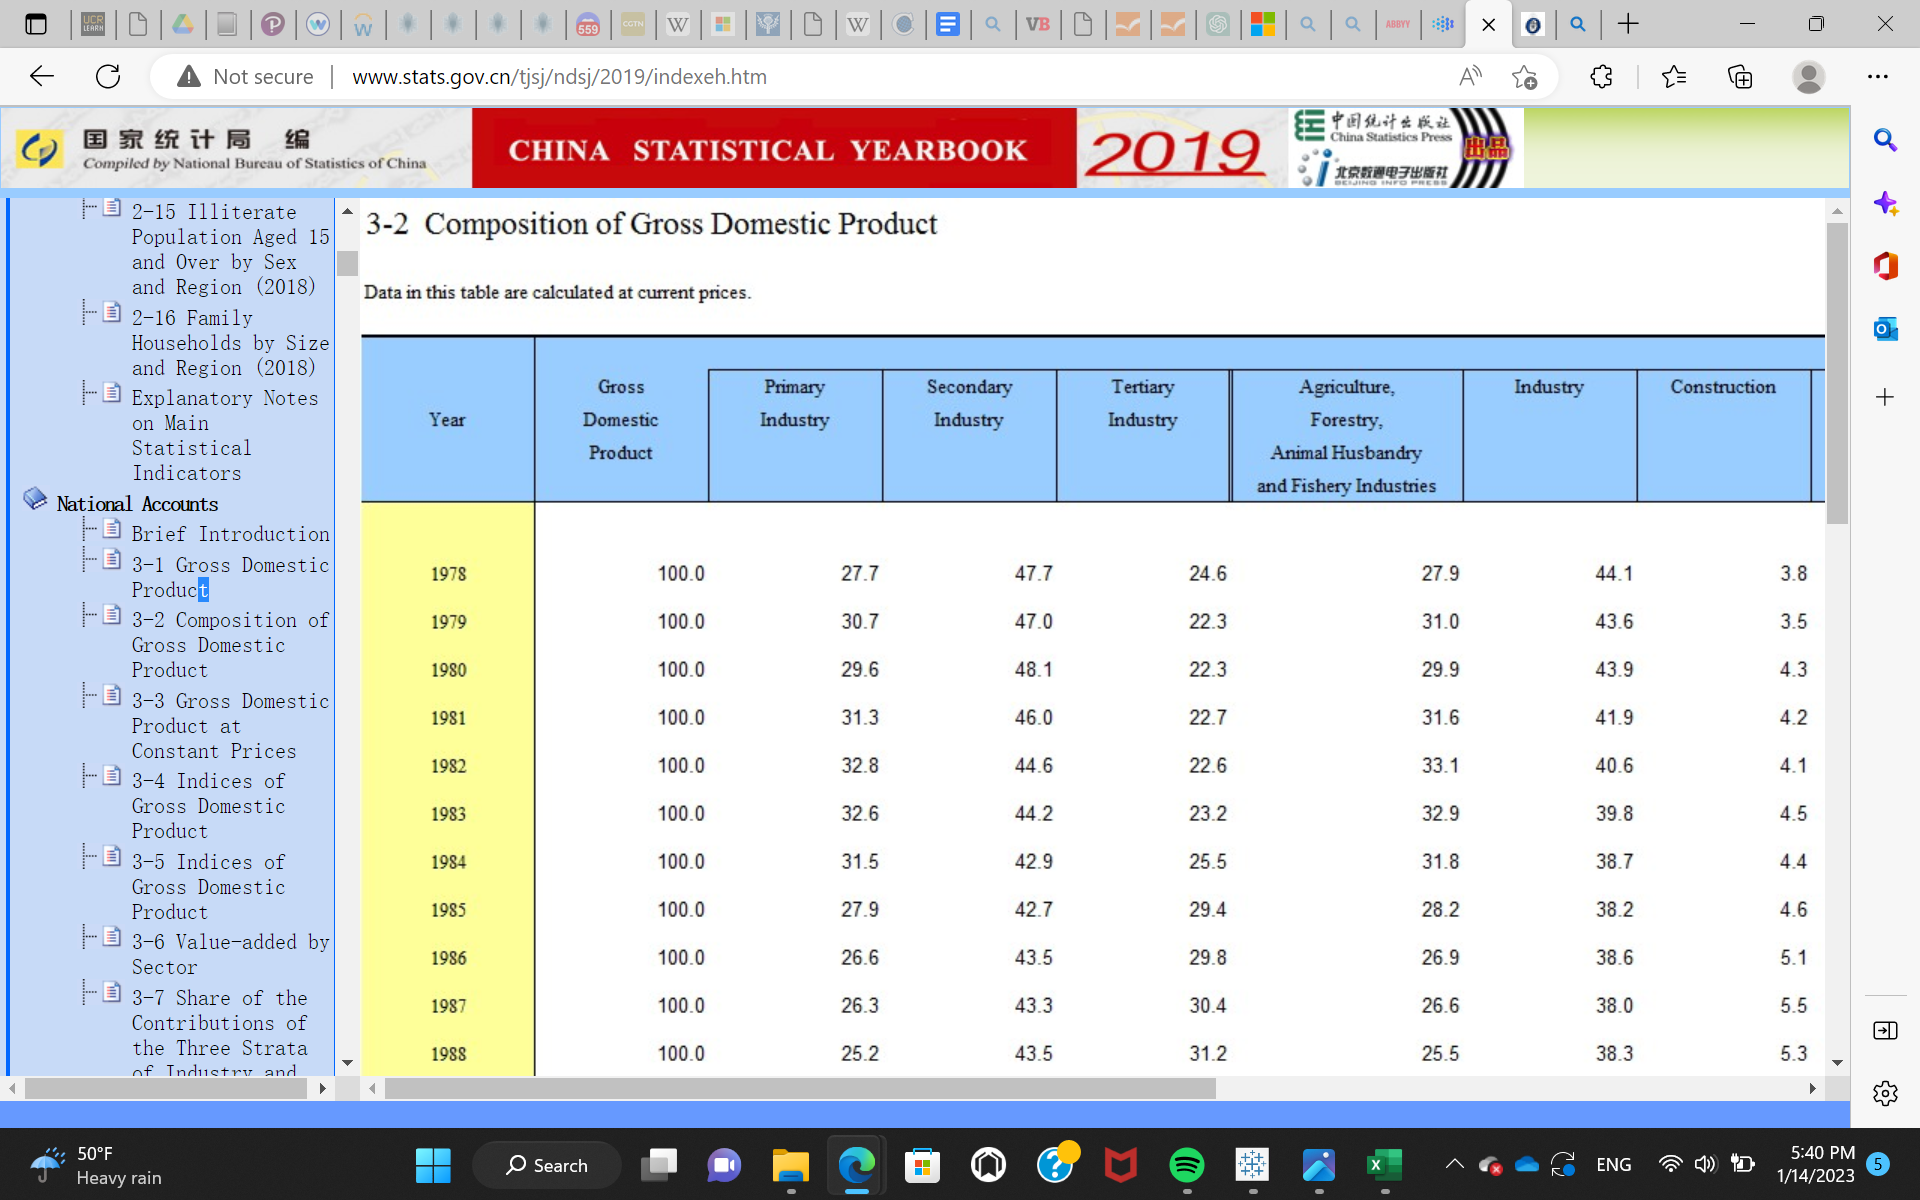 UCR
LEARN
559
CGTN
W
W
VB
ABBYY
Not secure
www.stats.gov.cn/tjsj/ndsj/2019/indexeh.htm
国家统计局 编
Compiled by National Bureau of Statistics of China
CHINA STATISTICAL YEARBOOK
2019
中国统计出版社
China Statistics Press
北京数通电子出版社
BEIJING INFO PRESS
出品
2-15 Illiterate
Population Aged 15
and Over by Sex
and Region (2018)
2-16 Family
Households by Size
and Region (2018)
Explanatory Notes
on Main
Statistical
Indicators
National Accounts
Brief Introduction
3-1 Gross Domestic
Product
3-2 Composition of
Gross Domestic
Product
3-3 Gross Domestic
Product at
Constant Prices
3-4 Indices of
Gross Domestic
Product
3-5 Indices of
Gross Domestic
Product
3-6 Value-added by
Sector
3-7 Share of the
Contributions of
the Three Strata
of Industry and
3-2 Composition of Gross Domestic Product
Data in this table are calculated at current prices.
Year
Gross
Domestic
Product
Primary
Industry
Secondary
Industry
Tertiary
Industry
Agriculture,
Forestry,
Animal Husbandry
and Fishery Industries
Industry
Construction
1978 100.0 27.7 47.7 24.6 27.9 44.1 3.8
1979 100.0 30.7 47.0 22.3 31.0 43.6 3.5
1980 100.0 29.6 48.1 22.3 29.9 43.9 4.3
1981 100.0 31.3 46.0 22.7 31.6 41.9 4.2
1982 100.0 32.8 44.6 22.6 33.1 40.6 4.1
1983 100.0 32.6 44.2 23.2 32.9 39.8 4.5
1984 100.0 31.5 42.9 25.5 31.8 38.7 4.4
1985 100.0 27.9 42.7 29.4 28.2 38.2 4.6
1986 100.0 26.6 43.5 29.8 26.9 38.6 5.1
1987 100.0 26.3 43.3 30.4 26.6 38.0 5.5
1988 100.0 25.2 43.5 31.2 25.5 38.3 5.3
50°F
Heavy rain
Search
ENG
5:40 PM
1/14/2023
5